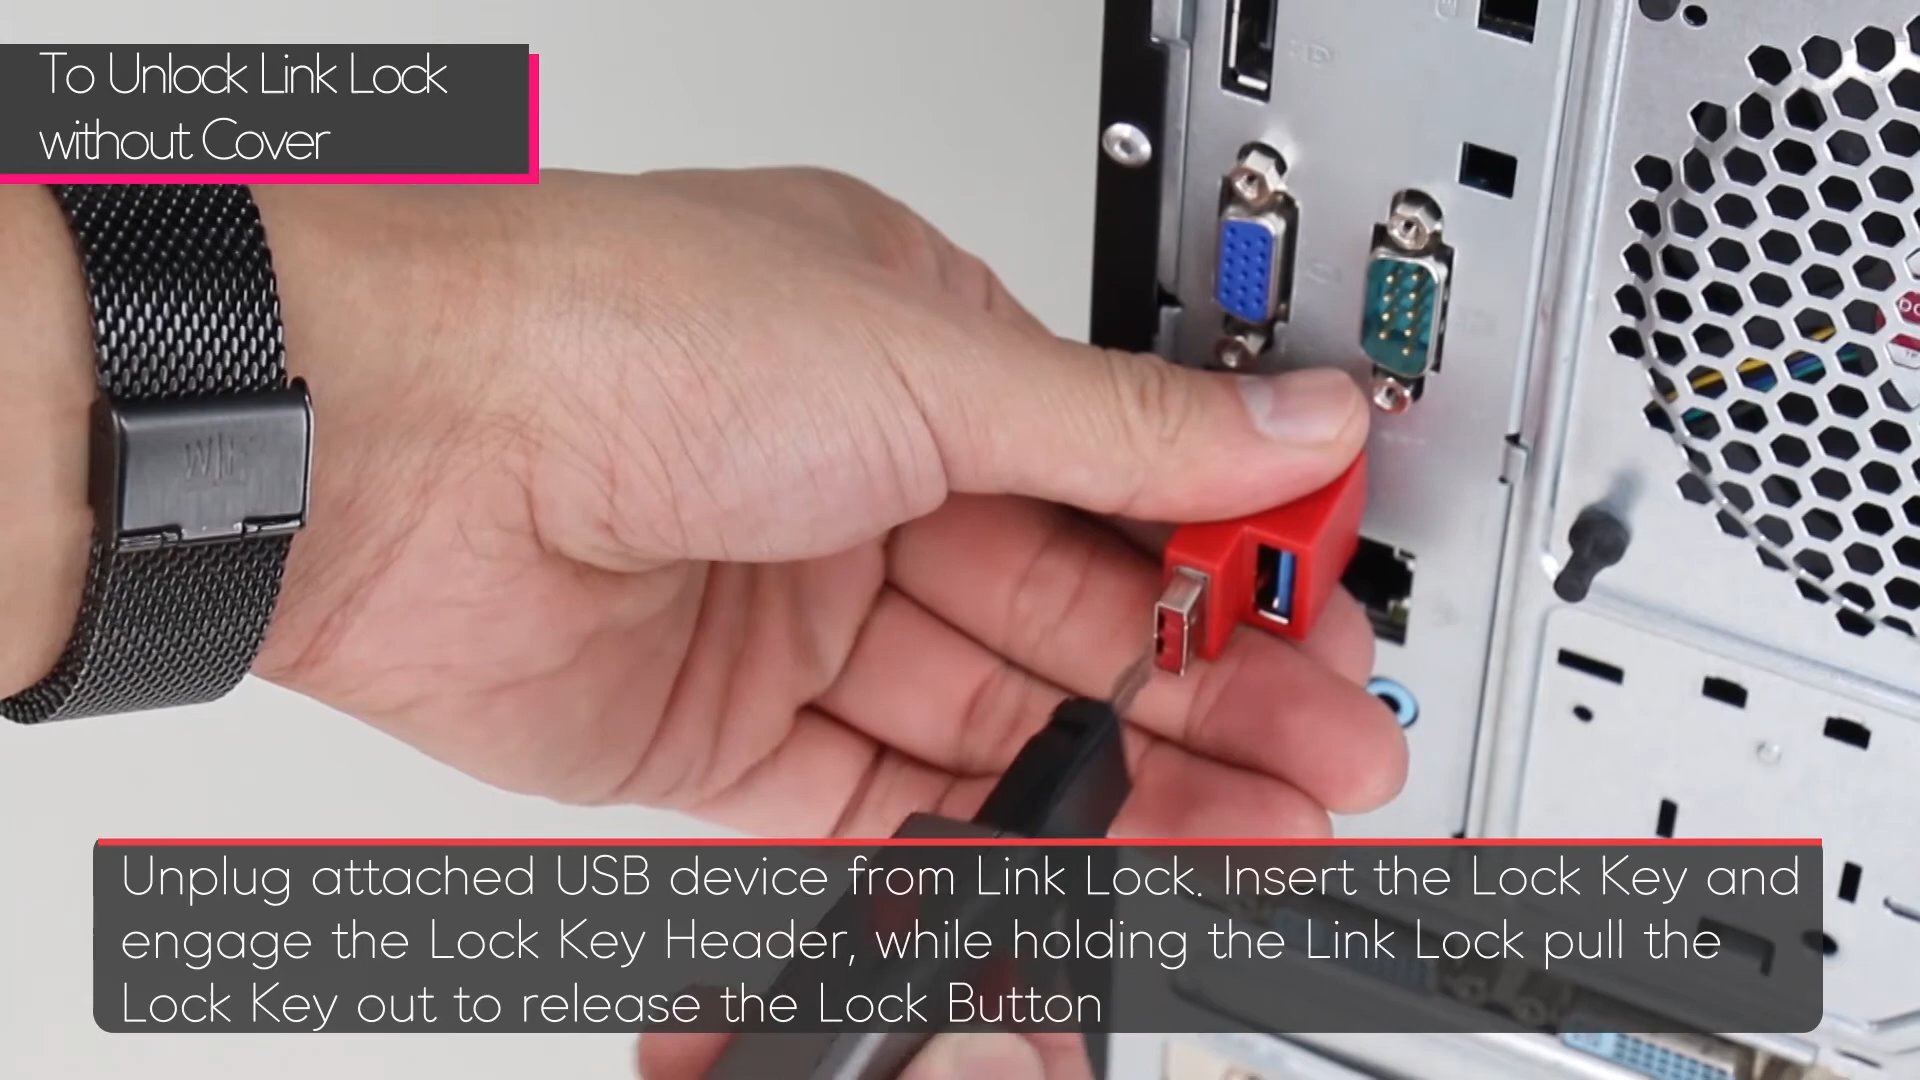 To Unlock Link Lock
without Cover
Unplug attached USB device from Link Lock. Insert the Lock Key and
engage the Lock Key Header, while holding the Link Lock pull the
Lock Key out to release the Lock Button